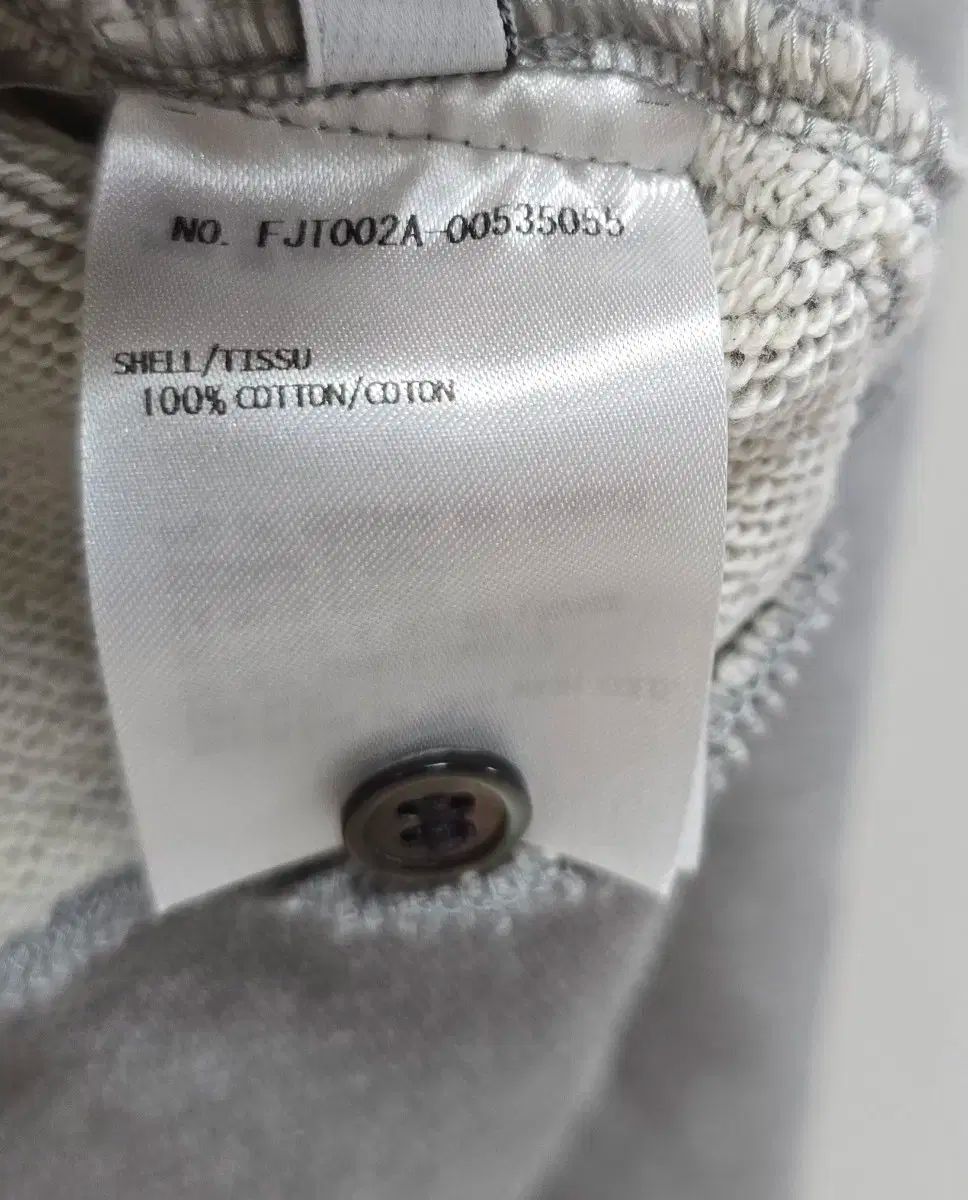 NO. FJT002A-00535055
SHELL/TISSU
100% COTTON/COTON